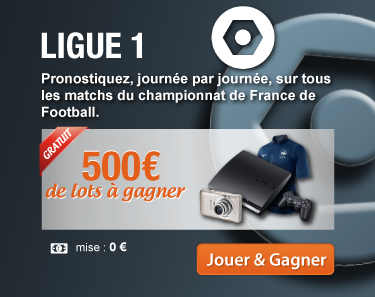 LIGUE 1
Pronostiquez, journée par journée, sur tous
les matchs du championnat de France de
Football.
GRATUIT
500€
de lots à gagner
mise : 0 €
Jouer & Gagner